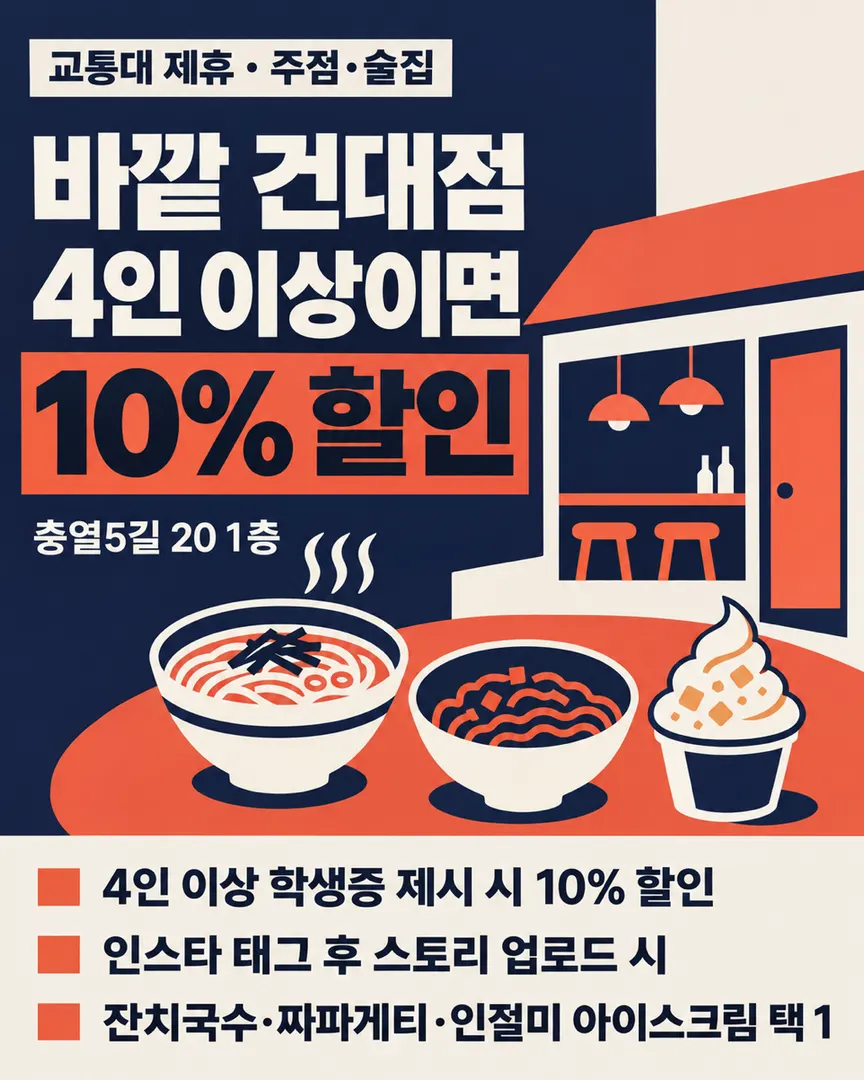 교통대 제휴 • 주점·술집
바깥 건대점
4인 이상이면
10% 할인
충열5길 20 1층
4인 이상 학생증 제시 시 10% 할인
인스타 태그 후 스토리 업로드 시
잔치국수·짜파게티·인절미 아이스크림 택 1